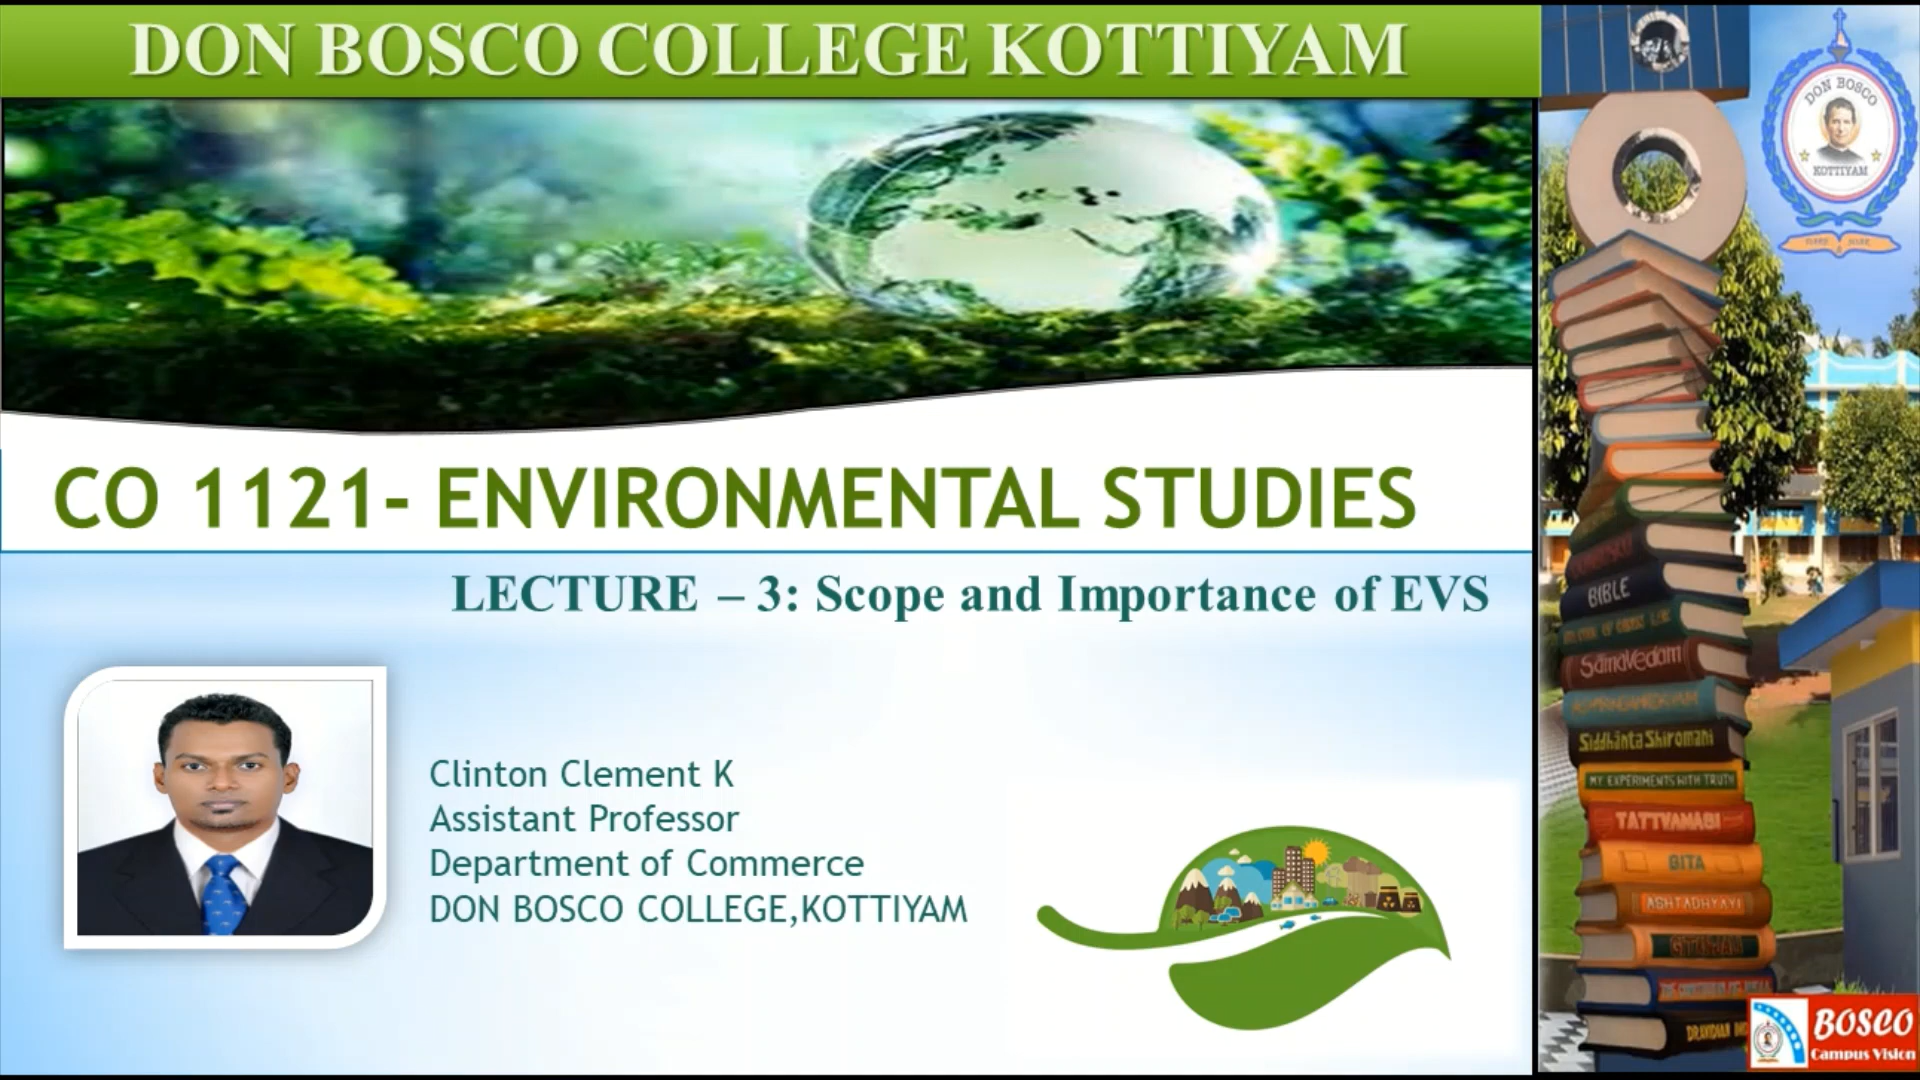 DON BOSCO COLLEGE KOTTIYAM
DON BOSCO
KOTTIYAM
CO 1121- ENVIRONMENTAL STUDIES
LECTURE – 3: Scope and Importance of EVS
Clinton Clement K
Assistant Professor
Department of Commerce
DON BOSCO COLLEGE,KOTTIYAM
BIBLE
SamaVedam
Siddhānta Shiromani
MY EXPERIMENTS WITH TRUTH
TATTVAMASI
GITA
ASHTADHYAYI
GITANJALI
BOSCO
Campus Vision